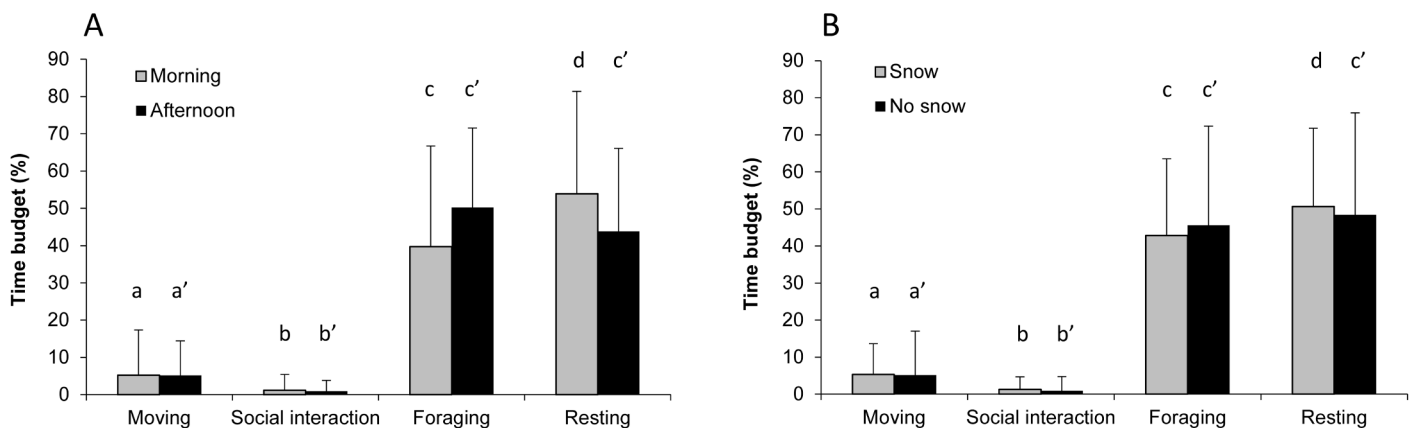 A
Time budget (%)
90
80
70
60
50
40
30
20
10
0
Morning
Afternoon
a a’
b b’
c c’
d c’
Moving Social interaction Foraging Resting
B
Time budget (%)
90
80
70
60
50
40
30
20
10
0
Snow
No snow
a a’
b b’
c c’
d c’
Moving Social interaction Foraging Resting